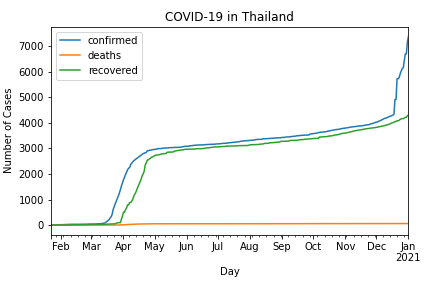 COVID-19 in Thailand
confirmed
deaths
recovered
Number of Cases
7000
6000
5000
4000
3000
2000
1000
0
Feb Mar Apr May Jun Jul Aug Sep Oct Nov Dec Jan
2021
Day